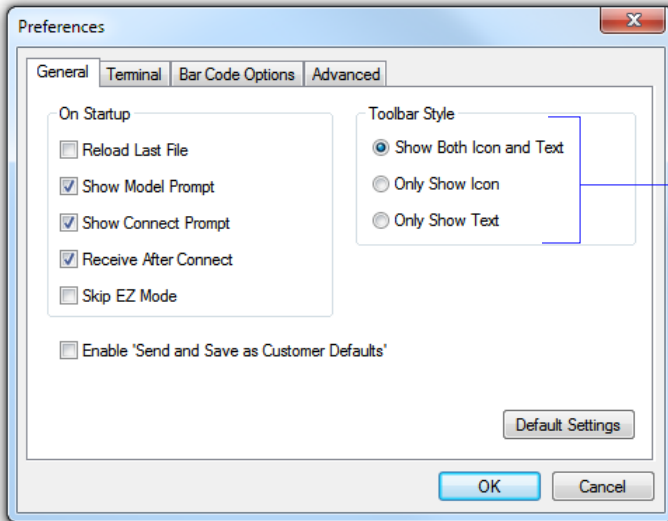 Preferences
General Terminal Bar Code Options Advanced
On Startup
Reload Last File
Show Model Prompt
Show Connect Prompt
Receive After Connect
Skip EZ Mode
Toolbar Style
Show Both Icon and Text
Only Show Icon
Only Show Text
Enable 'Send and Save as Customer Defaults'
Default Settings
OK Cancel